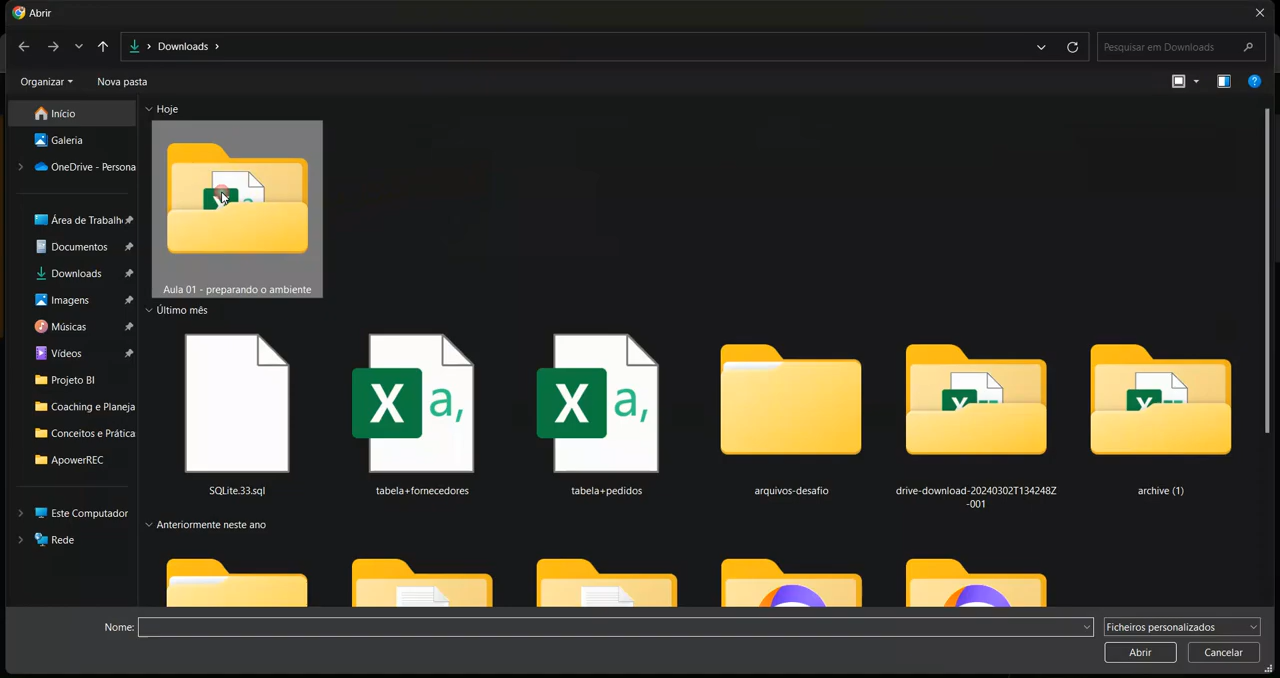 Abrir
Downloads
Pesquisar em Downloads
Organizar
Nova pasta
Início
Galeria
OneDrive - Persona
Área de Trabalh
Documentos
Downloads
Imagens
Músicas
Vídeos
Projeto BI
Coaching e Planeja
Conceitos e Prática
ApowerREC
Este Computador
Rede
Hoje
Aula 01 - preparando o ambiente
Último mês
SQLite.33.sql
tabela+fornecedores
tabela+pedidos
arquivos-desafio
drive-download-20240302T134248Z
-001
archive (1)
Anteriormente neste ano
Nome:
Ficheiros personalizados
Abrir
Cancelar